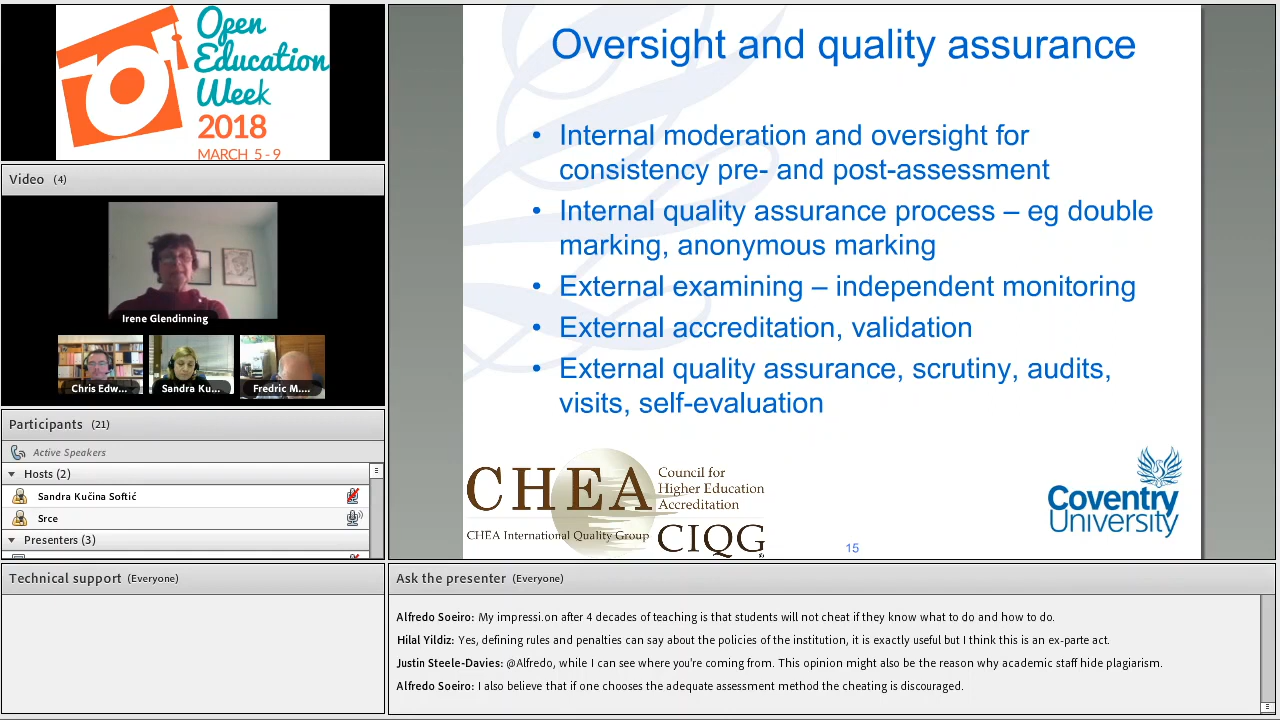 Open
Education
Week
2018
MARCH 5-9
Video (4)
Irene Glendinning
Chris Edw...
Sandra Ku...
Fredric M....
Participants (21)
Active Speakers
Hosts (2)
Sandra Kučina Softić
Srce
Presenters (3)
Technical support (Everyone)
Oversight and quality assurance
• Internal moderation and oversight for
consistency pre- and post-assessment
• Internal quality assurance process – eg double
marking, anonymous marking
• External examining – independent monitoring
• External accreditation, validation
• External quality assurance, scrutiny, audits,
visits, self-evaluation
CHEA
Council for
Higher Education
Accreditation
CHEA International Quality Group
CIQG
15
Coventry
University
Ask the presenter (Everyone)
Alfredo Soeiro: My impressi.on after 4 decades of teaching is that students will not cheat if they know what to do and how to do.
Hilal Yildiz: Yes, defining rules and penalties can say about the policies of the institution, it is exactly useful but I think this is an ex-parte act.
Justin Steele-Davies: @Alfredo, while I can see where you're coming from. This opinion might also be the reason why academic staff hide plagiarism.
Alfredo Soeiro: I also believe that if one chooses the adequate assessment method the cheating is discouraged.